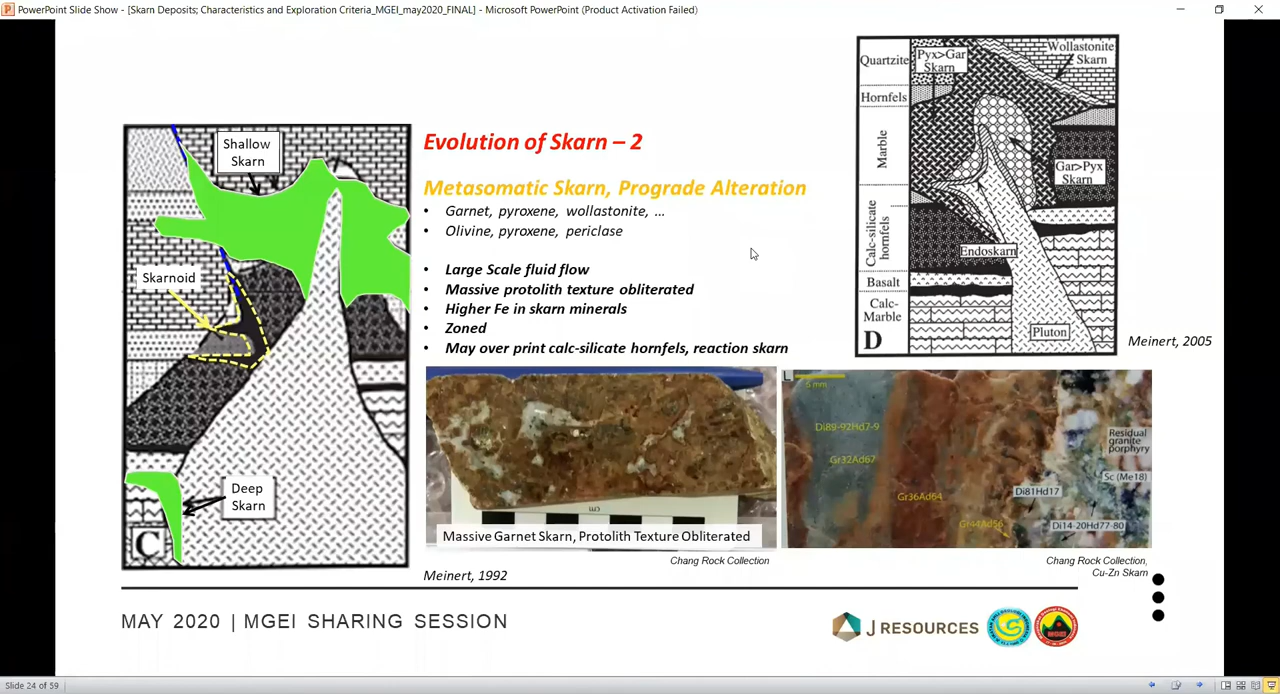 PowerPoint Slide Show - [Skarn Deposits; Characteristics and Exploration Criteria_MGEI_may2020_FINAL] - Microsoft PowerPoint (Product Activation Failed)
Shallow
Skarn
Skarnoid
Deep
Skarn
C
Evolution of Skarn – 2
Metasomatic Skarn, Prograde Alteration
• Garnet, pyroxene, wollastonite, ...
• Olivine, pyroxene, periclase
• Large Scale fluid flow
• Massive protolith texture obliterated
• Higher Fe in skarn minerals
• Zoned
• May over print calc-silicate hornfels, reaction skarn
Quartzite
Hornfels
Marble
Calc-silicate
hornfels
Basalt
Calc-
Marble
Pyx>Gar
Skarn
Wollastonite
Skarn
Gar>Pyx
Skarn
Endoskarn
Pluton
D
Meinert, 2005
cm
Massive Garnet Skarn, Protolith Texture Obliterated
Chang Rock Collection
Meinert, 1992
L
5 mm
Di89-92Hd7-9
Gr32Ad67
Gr36Ad64
Gr44Ad56
Di81Hd17
Di14-20Hd77-80
Residual
granite
porphyry
Sc (Me18)
Chang Rock Collection,
Cu-Zn Skarn
MAY 2020 | MGEI SHARING SESSION
J RESOURCES
MGEI
Slide 24 of 59